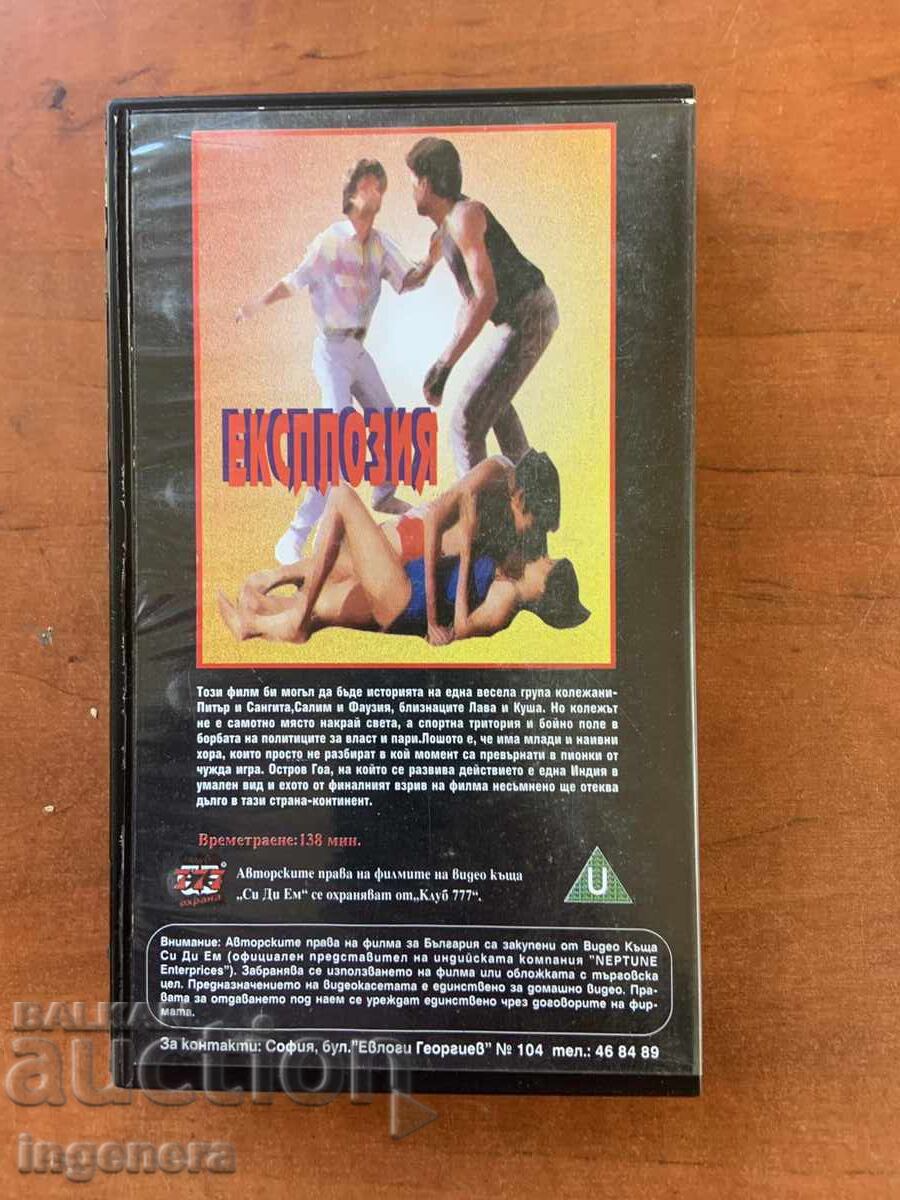 ЕКСПЛОЗИЯ
Този филм би могъл да бъде историята на една весела група колежани-
Питър и Сангита,Салим и Фаузия, близнаците Лава и Куша. Но колежът
не е самотно място накрай света, а спортна тритория и бойно поле в
борбата на политиците за власт и пари.Лошото е, че има млади и наивни
хора, които просто не разбират в кой момент са превърнати в пионки от
чужда игра. Остров Гоа, на който се развива действието е една Индия в
умален вид и ехото от финалният взрив на филма несъмнено ще отеква
дълго в тази страна-континент.
Времетраене:138 мин.
777
охрана
Авторските права на филмите на видео къща
„Си Ди Ем" се охраняват от„Клуб 777".
U
Внимание: Авторските права на филма за България са закупени от Видео Къща
Си Ди Ем (официален представител на индийската компания "NEPTUNE
Enterprices"). Забранява се използването на филма или обложката с търговска
цел. Предназначението на видеокасетата е единствено за домашно видео. Пра-
вата за отдаването под наем се уреждат единствено чрез договорите на фир-
мата.
За контакти: София, бул."Евлоги Георгиев" № 104 тел.: 46 84 89
BALKAN
auction
ingenera